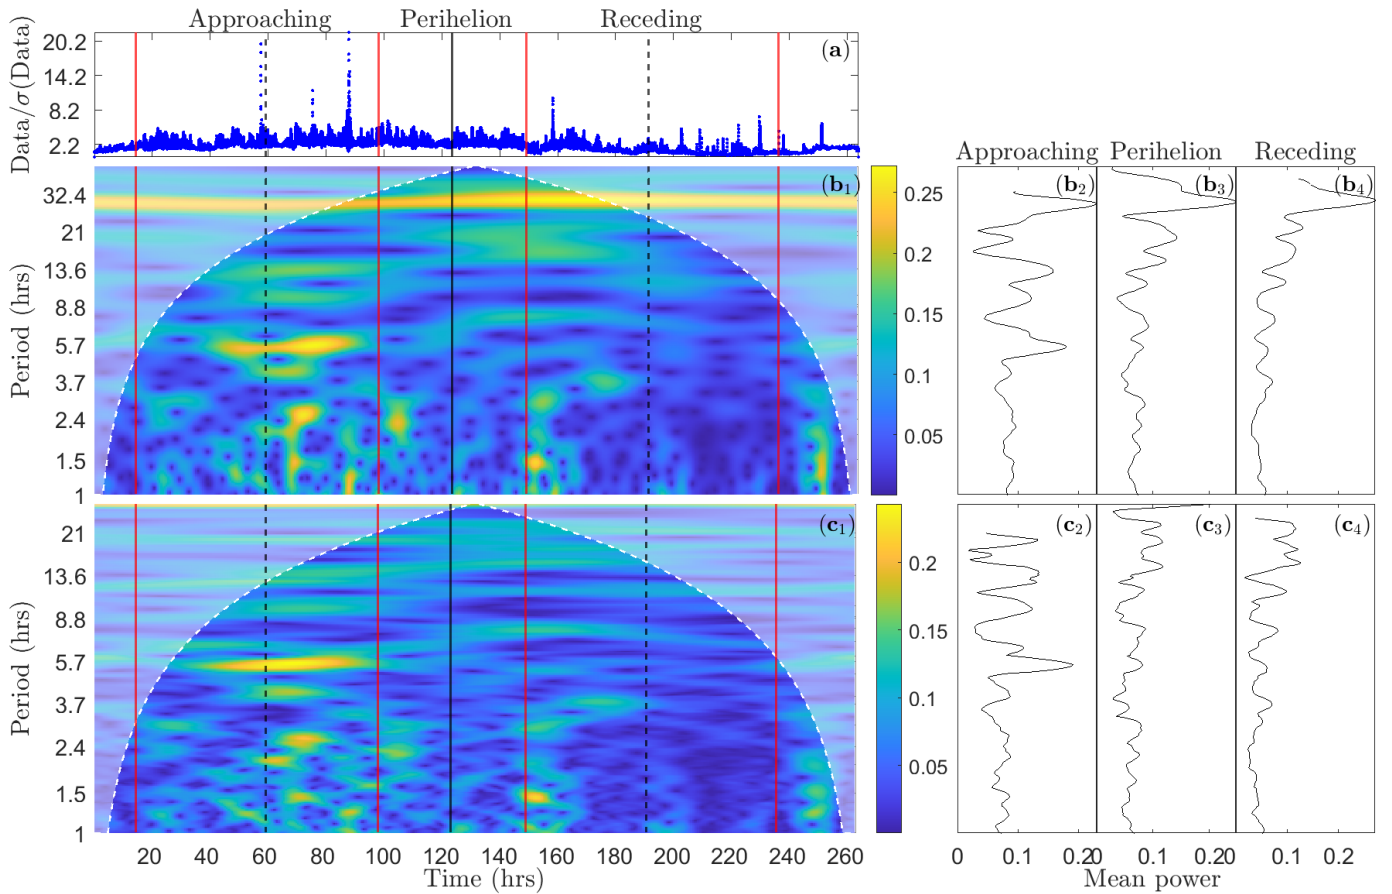 Approaching Perihelion Receding
Data/σ(Data)
20.2
14.2
8.2
2.2
(a)
Approaching Perihelion Receding
Period (hrs)
32.4
21
13.6
8.8
5.7
3.7
2.4
1.5
1
(b₁)
0.25
0.2
0.15
0.1
0.05
(b₂) (b₃) (b₄)
Period (hrs)
21
13.6
8.8
5.7
3.7
2.4
1.5
1
(c₁)
0.2
0.15
0.1
0.05
(c₂) (c₃) (c₄)
20 40 60 80 100 120 140 160 180 200 220 240 260
Time (hrs)
0 0.1 0.2 0 0.1 0.2 0 0.1 0.2
Mean power